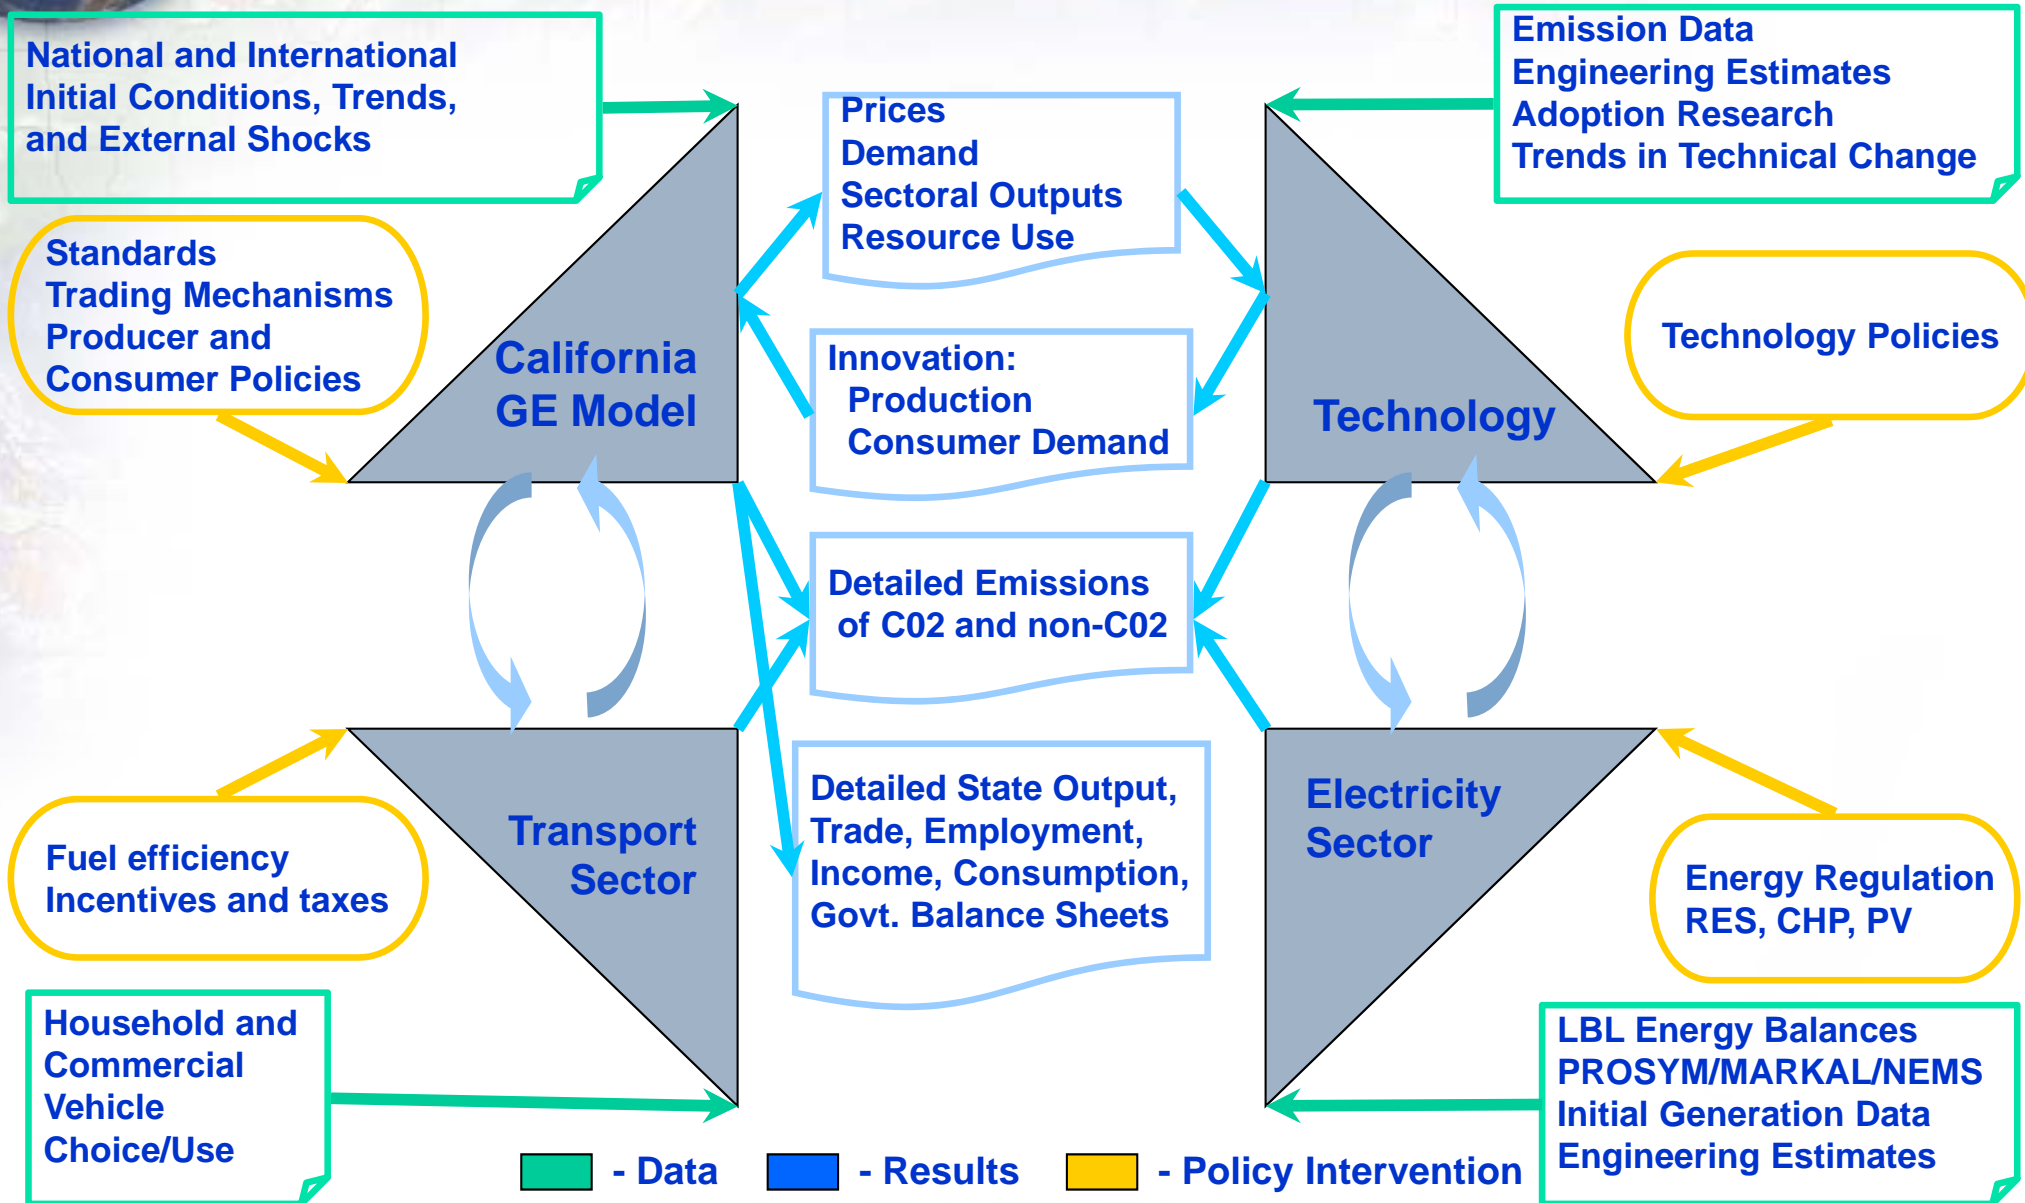 National and International
Initial Conditions, Trends,
and External Shocks
Emission Data
Engineering Estimates
Adoption Research
Trends in Technical Change
Prices
Demand
Sectoral Outputs
Resource Use
Standards
Trading Mechanisms
Producer and
Consumer Policies
Technology Policies
California
GE Model
Innovation:
Production
Consumer Demand
Technology
Detailed Emissions
of C02 and non-C02
Transport
Sector
Detailed State Output,
Trade, Employment,
Income, Consumption,
Govt. Balance Sheets
Electricity
Sector
Fuel efficiency
Incentives and taxes
Energy Regulation
RES, CHP, PV
Household and
Commercial
Vehicle
Choice/Use
LBL Energy Balances
PROSYM/MARKAL/NEMS
Initial Generation Data
Engineering Estimates
- Data
- Results
- Policy Intervention